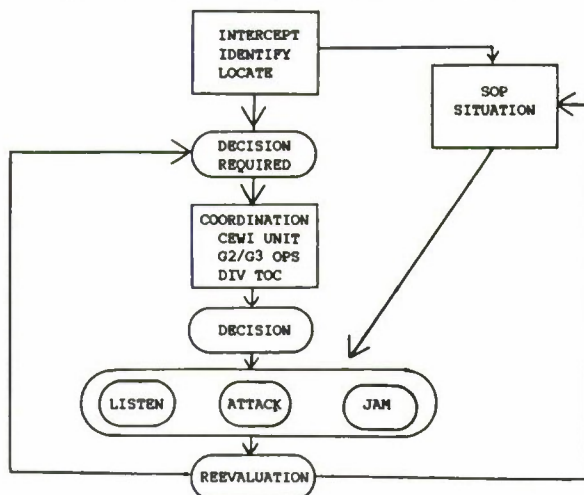 INTERCEPT
IDENTIFY
LOCATE
SOP
SITUATION
DECISION
REQUIRED
COORDINATION
CEWI UNIT
G2/G3 OPS
DIV TOC
DECISION
LISTEN
ATTACK
JAM
REEVALUATION